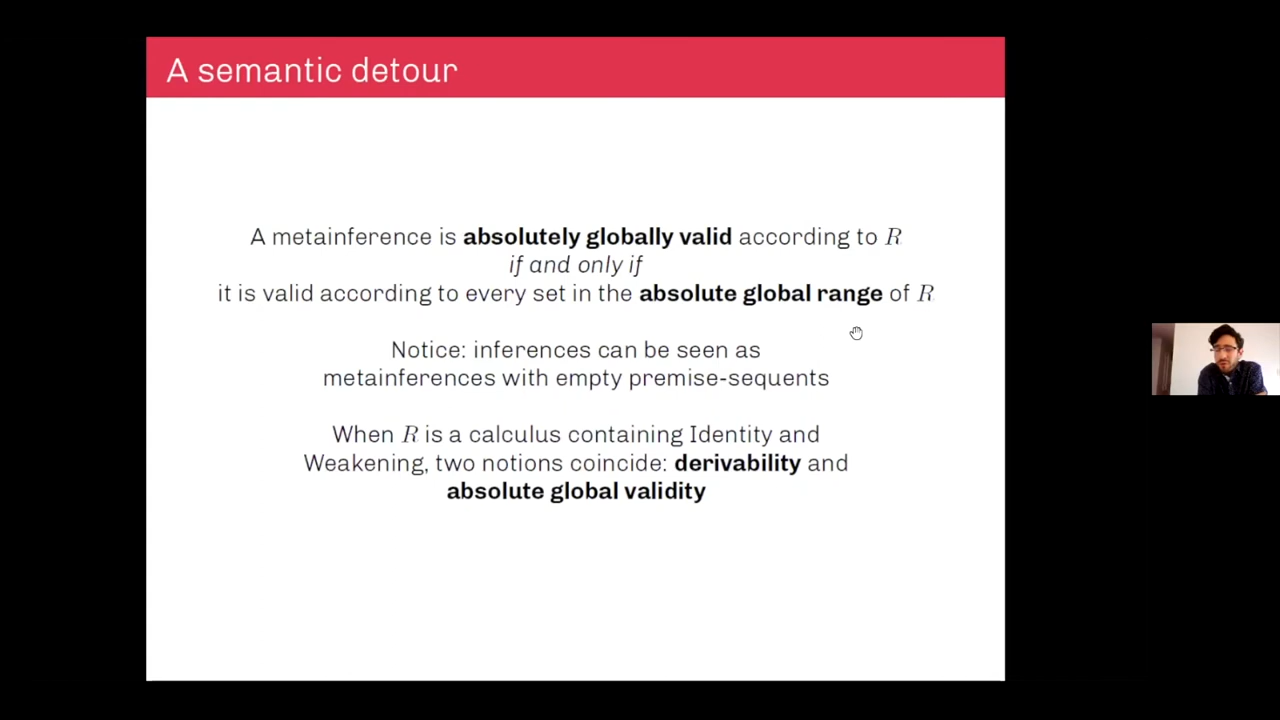 A semantic detour
A metainference is absolutely globally valid according to R
if and only if
it is valid according to every set in the absolute global range of R
Notice: inferences can be seen as
metainferences with empty premise-sequents
When R is a calculus containing Identity and
Weakening, two notions coincide: derivability and
absolute global validity